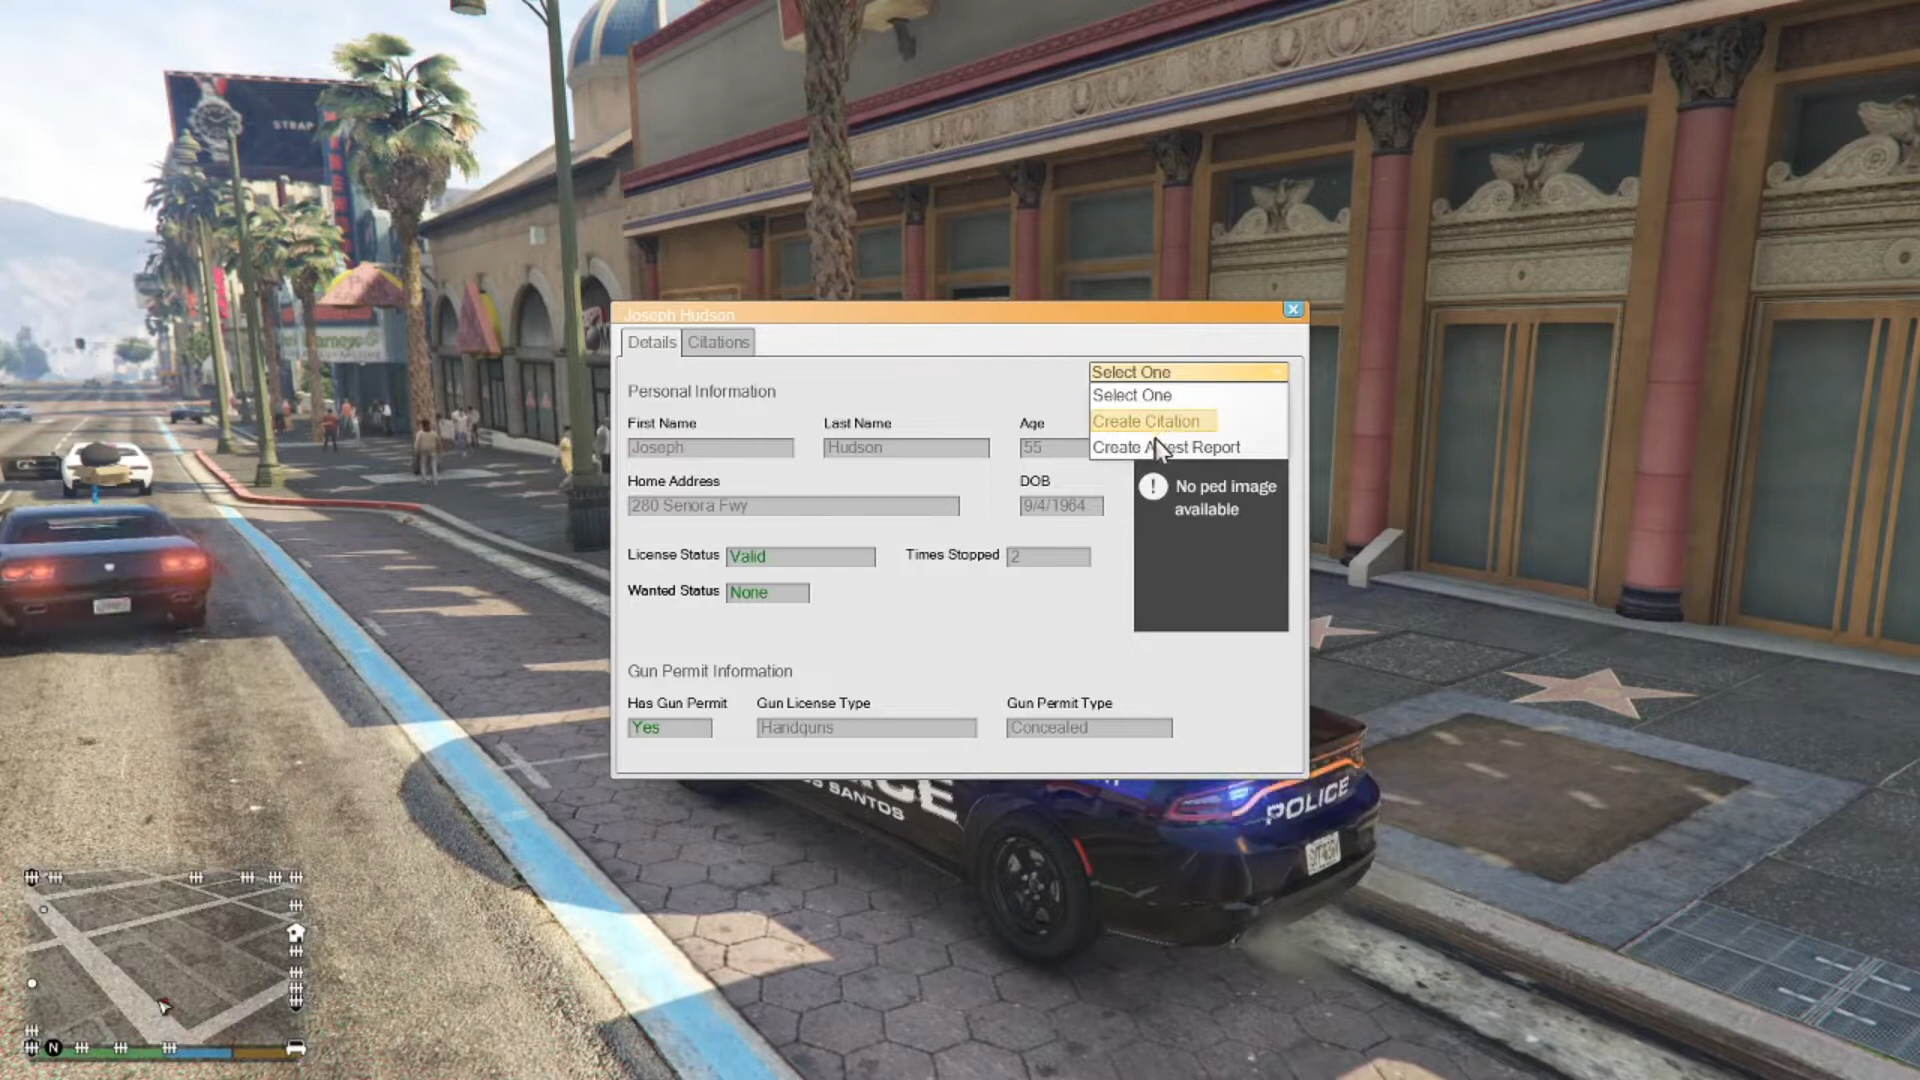 STRAP
Joseph Hudson
Details Citations
Select One
Select One
Create Citation
Create Arrest Report
Personal Information
First Name Last Name Age
Joseph Hudson 55
Home Address DOB
280 Senora Fwy 9/4/1964
No ped image
available
License Status Valid Times Stopped 2
Wanted Status None
Gun Permit Information
Has Gun Permit Gun License Type Gun Permit Type
Yes Handguns Concealed
POLICE
N